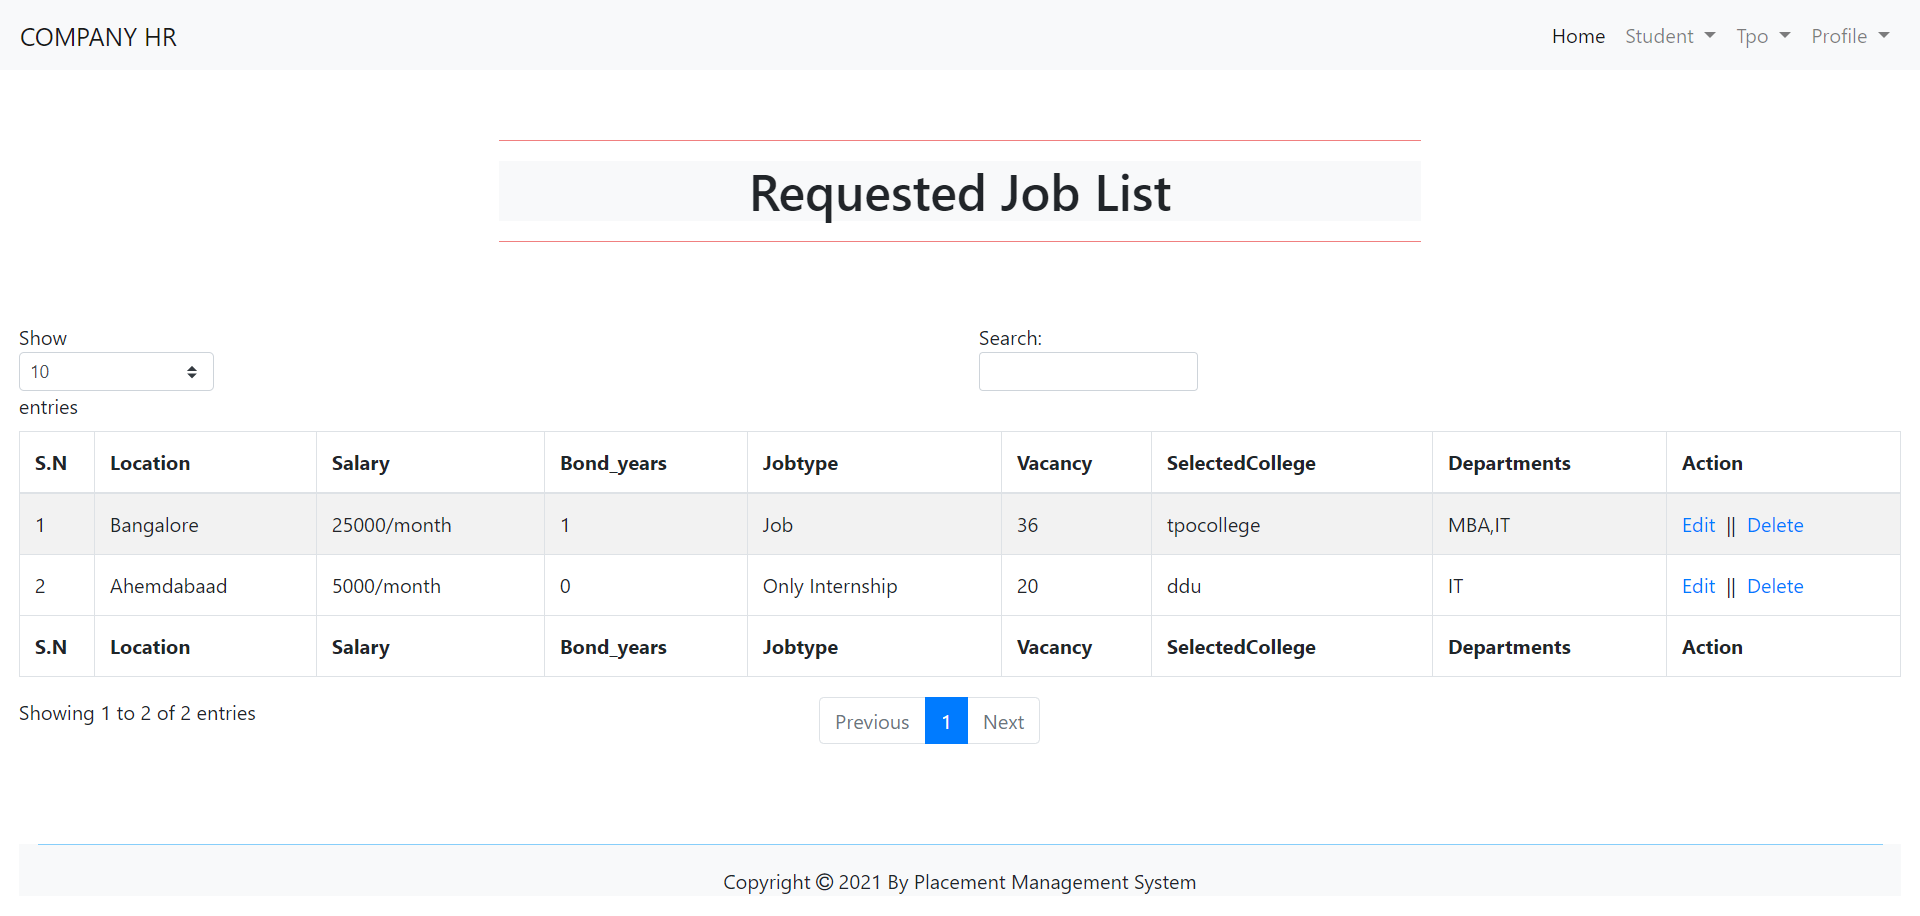 COMPANY HR Home Student Tpo Profile
Requested Job List
Show Search:
10
entries
S.N Location Salary Bond_years Jobtype Vacancy SelectedCollege Departments Action
1 Bangalore 25000/month 1 Job 36 tpocollege MBA,IT Edit || Delete
2 Ahemdabaad 5000/month 0 Only Internship 20 ddu IT Edit || Delete
S.N Location Salary Bond_years Jobtype Vacancy SelectedCollege Departments Action
Showing 1 to 2 of 2 entries Previous 1 Next
Copyright © 2021 By Placement Management System